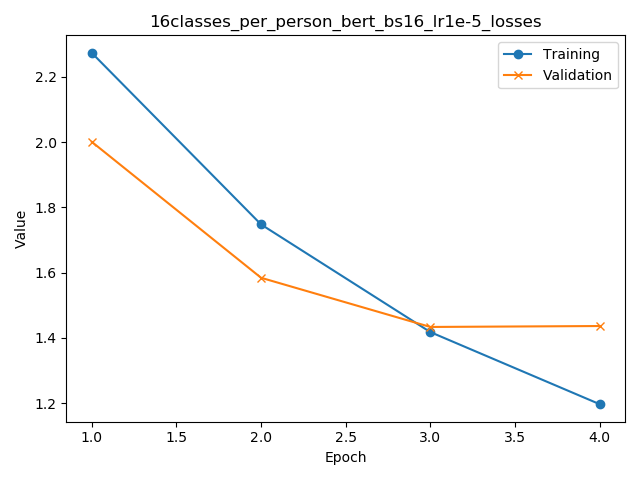 16classes_per_person_bert_bs16_lr1e-5_losses
Training
Validation
Value
2.2
2.0
1.8
1.6
1.4
1.2
1.0
1.5
2.0
2.5
3.0
3.5
4.0
Epoch